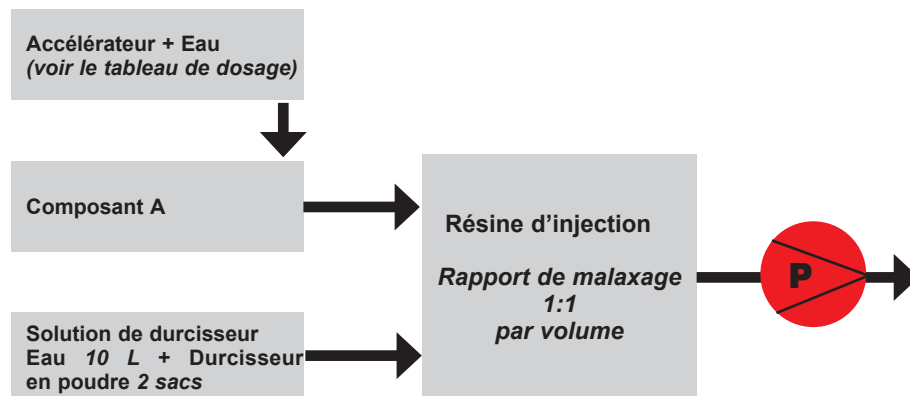 Accélérateur + Eau
(voir le tableau de dosage)
Composant A
Solution de durcisseur
Eau 10 L + Durcisseur
en poudre 2 sacs
Résine d’injection
Rapport de malaxage
1:1
par volume
P